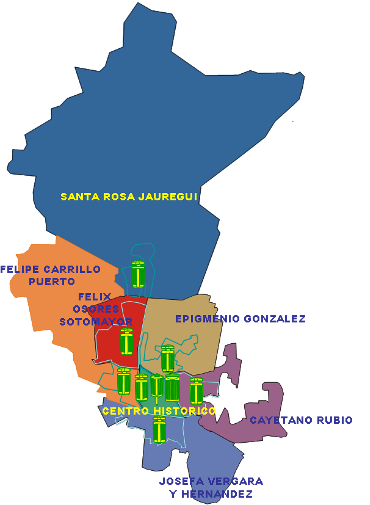 SANTA ROSA JAUREGUI
FELIPE CARRILLO
PUERTO
FELIX
OSORES
SOTOMAYOR
EPIGMENIO GONZALEZ
CENTRO HISTORICO
CAYETANO RUBIO
JOSEFA VERGARA
Y HERNANDEZ